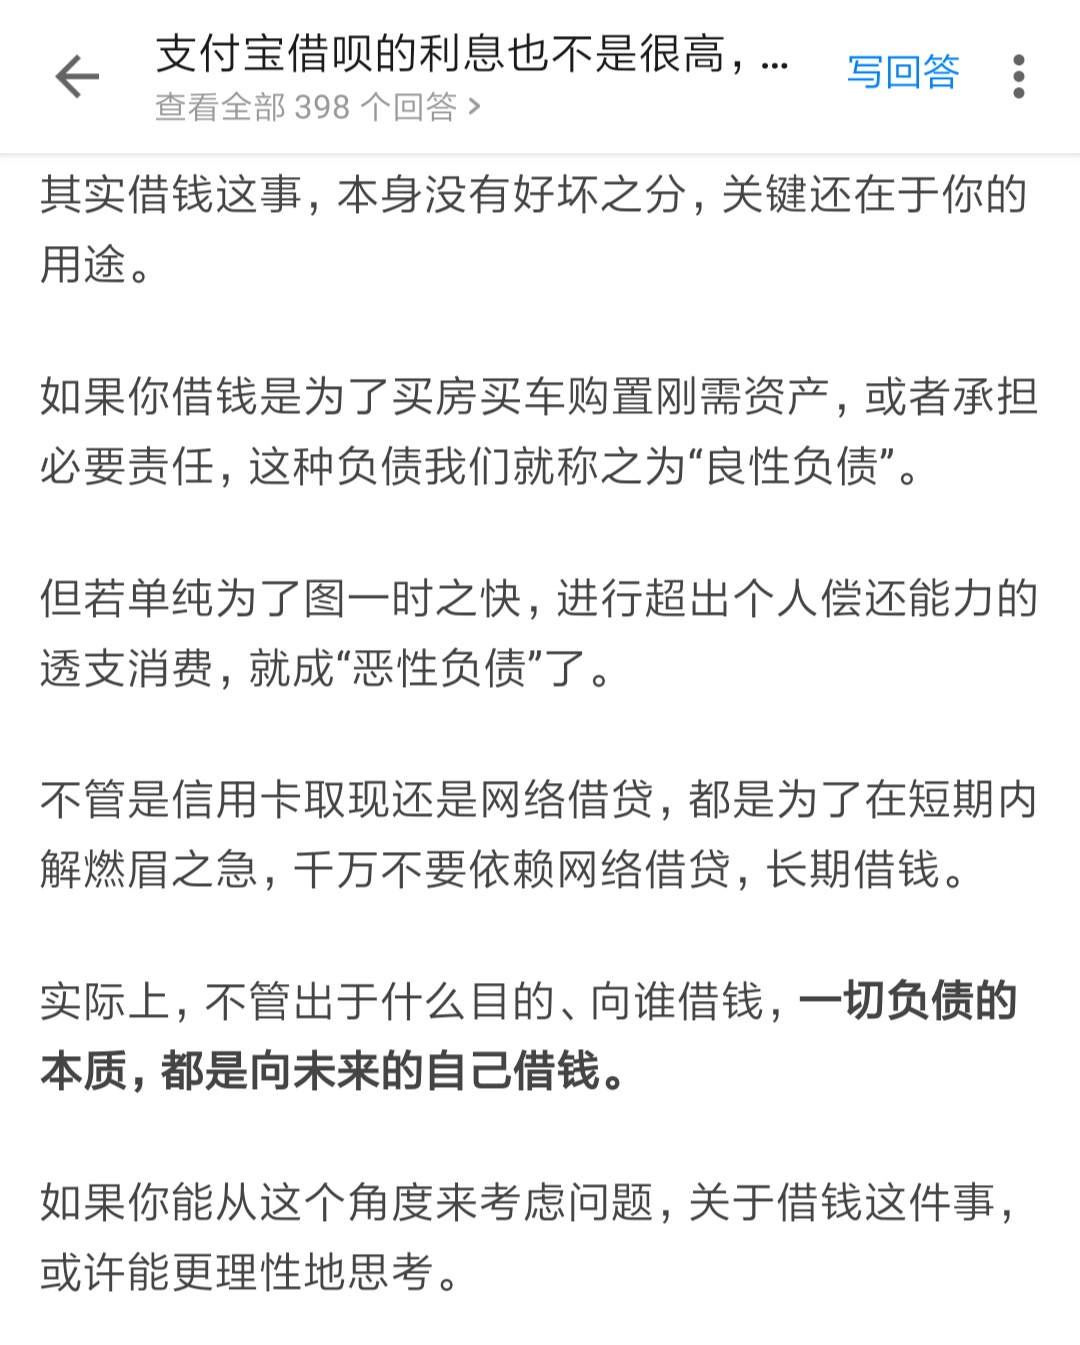 支付宝借呗的利息也不是很高，...
写回答
查看全部 398 个回答 >
其实借钱这事，本身没有好坏之分，关键还在于你的
用途。
如果你借钱是为了买房买车购置刚需资产，或者承担
必要责任，这种负债我们就称之为“良性负债”。
但若单纯为了图一时之快，进行超出个人偿还能力的
透支消费，就成“恶性负债”了。
不管是信用卡取现还是网络借贷，都是为了在短期内
解燃眉之急，千万不要依赖网络借贷，长期借钱。
实际上，不管出于什么目的、向谁借钱，一切负债的
本质，都是向未来的自己借钱。
如果你能从这个角度来考虑问题，关于借钱这件事，
或许能更理性地思考。